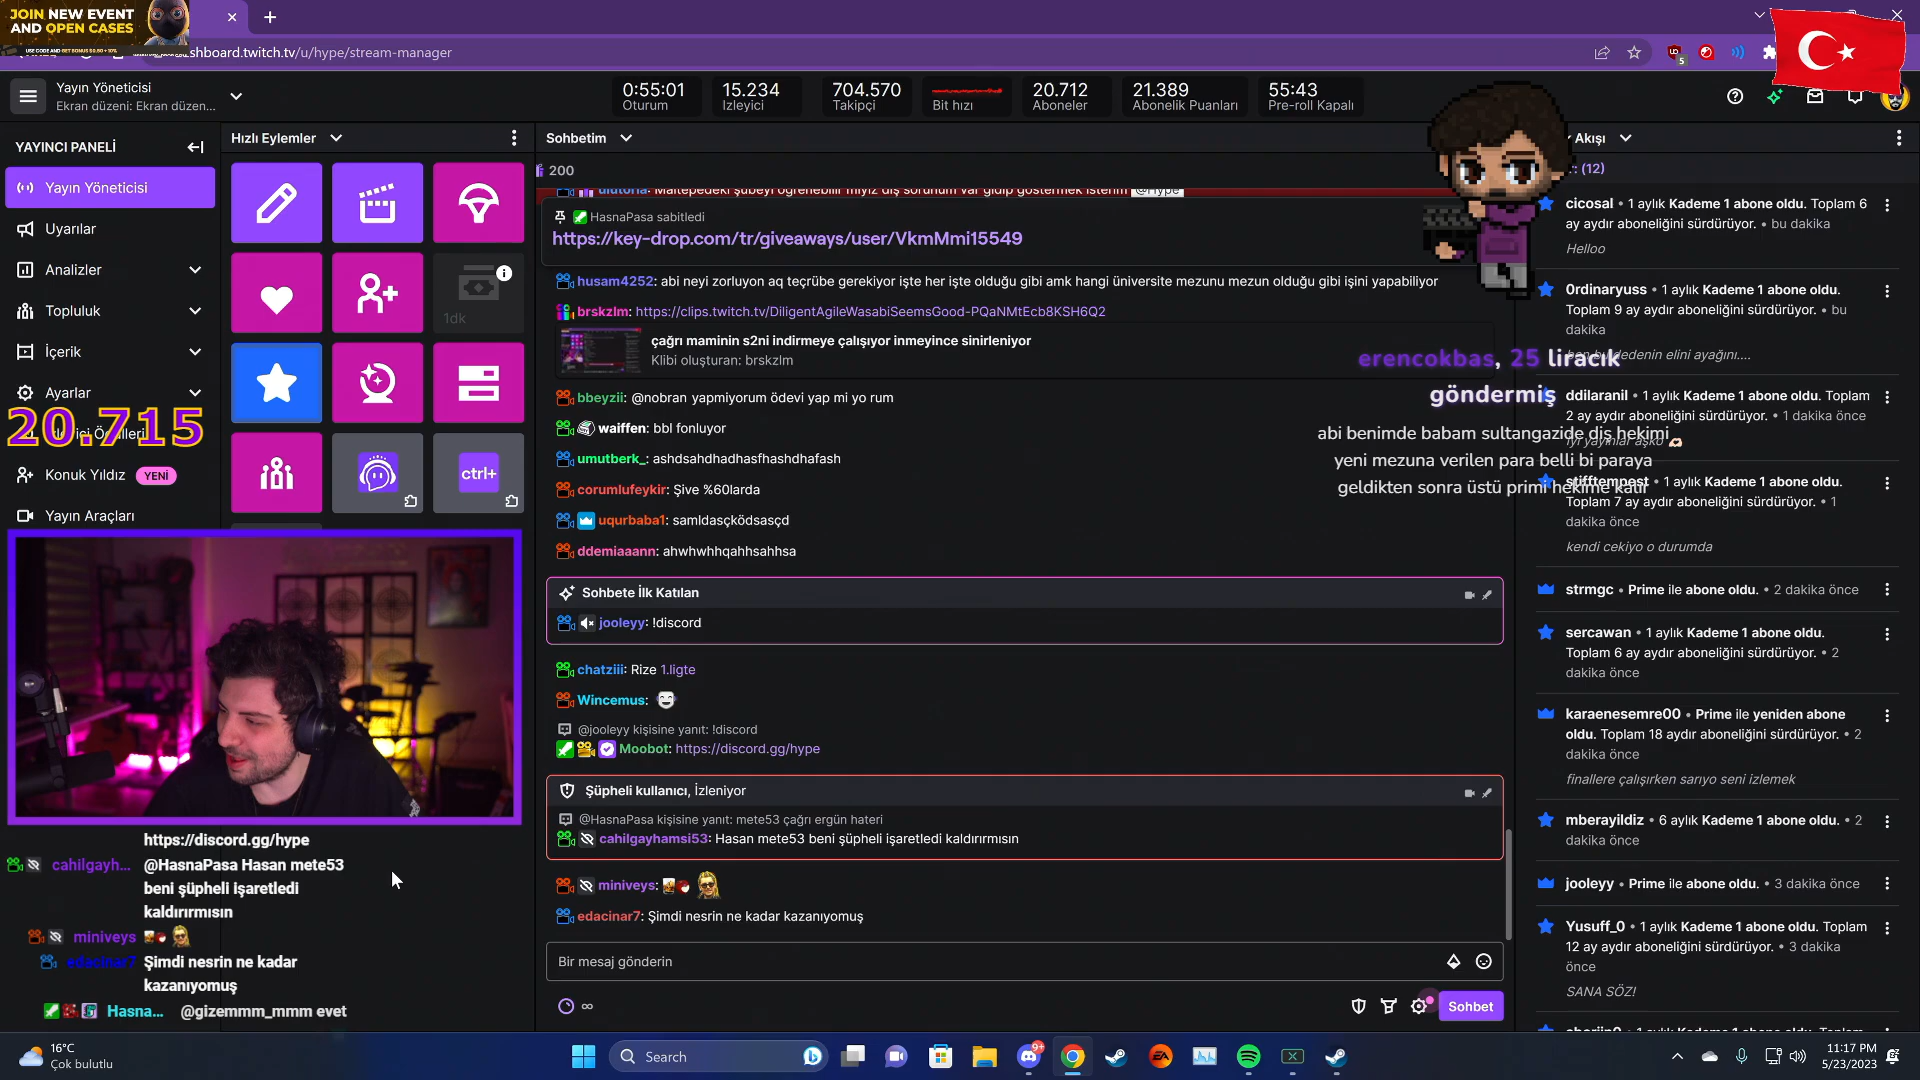 JOIN NEW EVENT
AND OPEN CASES
USE CODE AND GET BONUS $0.50 + 10%
shboard.twitch.tv/u/hype/stream-manager
Yayın Yöneticisi
Ekran düzeni: Ekran düzen...
0:55:01
Oturum
15.234
İzleyici
704.570
Takipçi
Bit hızı
20.712
Aboneler
21.389
Abonelik Puanları
55:43
Pre-roll Kapalı
YAYINCI PANELİ
Yayın Yöneticisi
Uyarılar
Analizler
Topluluk
İçerik
Ayarlar
20.715
Konuk Yıldız YENİ
Yayın Araçları
Hızlı Eylemler
1dk
ctrl+
Sohbetim
200
HasnaPasa sabitledi
https://key-drop.com/tr/giveaways/user/VkmMmi15549
husam4252: abi neyi zorluyon aq teçrübe gerekiyor işte her işte olduğu gibi amk hangi üniversite mezunu mezun olduğu gibi işini yapabiliyor
brskzlm: https://clips.twitch.tv/DiligentAgileWasabiSeemsGood-PQaNMtEcb8KSH6Q2
çağrı maminin s2ni indirmeye çalışıyor inmeyince sinirleniyor
Klibi oluşturan: brskzlm
bbeyzii: @nobran yapmiyorum ödevi yap mi yo rum
waiffen: bbl fonluyor
umutberk_: ashdsahdhadhasfhashdhafash
corumlufeykir: Şive %60larda
uqurbaba1: samldasçködsasçd
ddemiaaann: ahwhwhhqahhsahhsa
Sohbete İlk Katılan
jooleyy: !discord
chatziii: Rize 1.ligte
Wincemus:
@jooleyy kişisine yanıt: !discord
Moobot: https://discord.gg/hype
Şüpheli kullanıcı, İzleniyor
@HasnaPasa kişisine yanıt: mete53 çağrı ergün hateri
cahilgayhamsi53: Hasan mete53 beni şüpheli işaretledi kaldırırmısın
miniveys:
edacinar7: Şimdi nesrin ne kadar kazanıyomuş
Bir mesaj gönderin
∞
Sohbet
Akışı
(12)
cicosal • 1 aylık Kademe 1 abone oldu. Toplam 6
ay aydır aboneliğini sürdürüyor. • bu dakika
Helloo
0rdinaryuss • 1 aylık Kademe 1 abone oldu.
Toplam 9 ay aydır aboneliğini sürdürüyor. • bu
dakika
erencokbas, 25 liracık
göndermiş
abi benimde babam sultangazide diş hekimi
yeni mezuna verilen para belli bi paraya
geldikten sonra üstü primi hekime kalır
ddilaranil • 1 aylık Kademe 1 abone oldu. Toplam
2 ay aydır aboneliğini sürdürüyor. • 1 dakika önce
stifftempest • 1 aylık Kademe 1 abone oldu.
Toplam 7 ay aydır aboneliğini sürdürüyor. • 1
dakika önce
kendi cekiyo o durumda
strmgc • Prime ile abone oldu. • 2 dakika önce
sercawan • 1 aylık Kademe 1 abone oldu.
Toplam 6 ay aydır aboneliğini sürdürüyor. • 2
dakika önce
karaenesemre00 • Prime ile yeniden abone
oldu. Toplam 18 aydır aboneliğini sürdürüyor. • 2
dakika önce
finallere çalışırken sarıyo seni izlemek
mberayildiz • 6 aylık Kademe 1 abone oldu. • 2
dakika önce
jooleyy • Prime ile abone oldu. • 3 dakika önce
Yusuff_0 • 1 aylık Kademe 1 abone oldu. Toplam
12 ay aydır aboneliğini sürdürüyor. • 3 dakika
önce
SANA SÖZ!
https://discord.gg/hype
cahilgayh... @HasnaPasa Hasan mete53
beni şüpheli işaretledi
kaldırırmısın
miniveys
edacinar7 Şimdi nesrin ne kadar
kazanıyomuş
Hasna... @gizemmm_mmm evet
16°C
Çok bulutlu
Search
9+
11:17 PM
5/23/2023